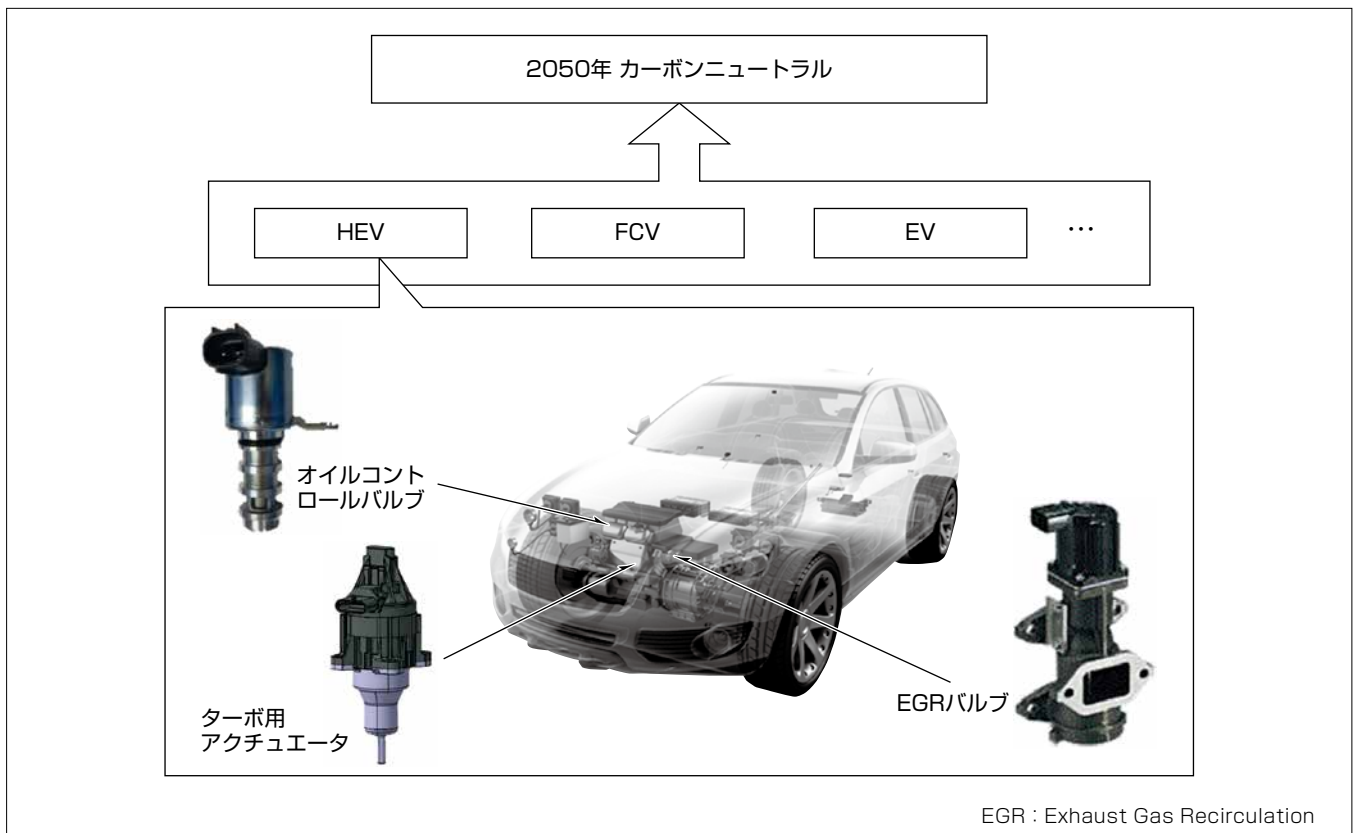 2050年 カーボンニュートラル
HEV
FCV
EV
…
オイルコント
ロールバルブ
ターボ用
アクチュエータ
EGRバルブ
EGR：Exhaust Gas Recirculation